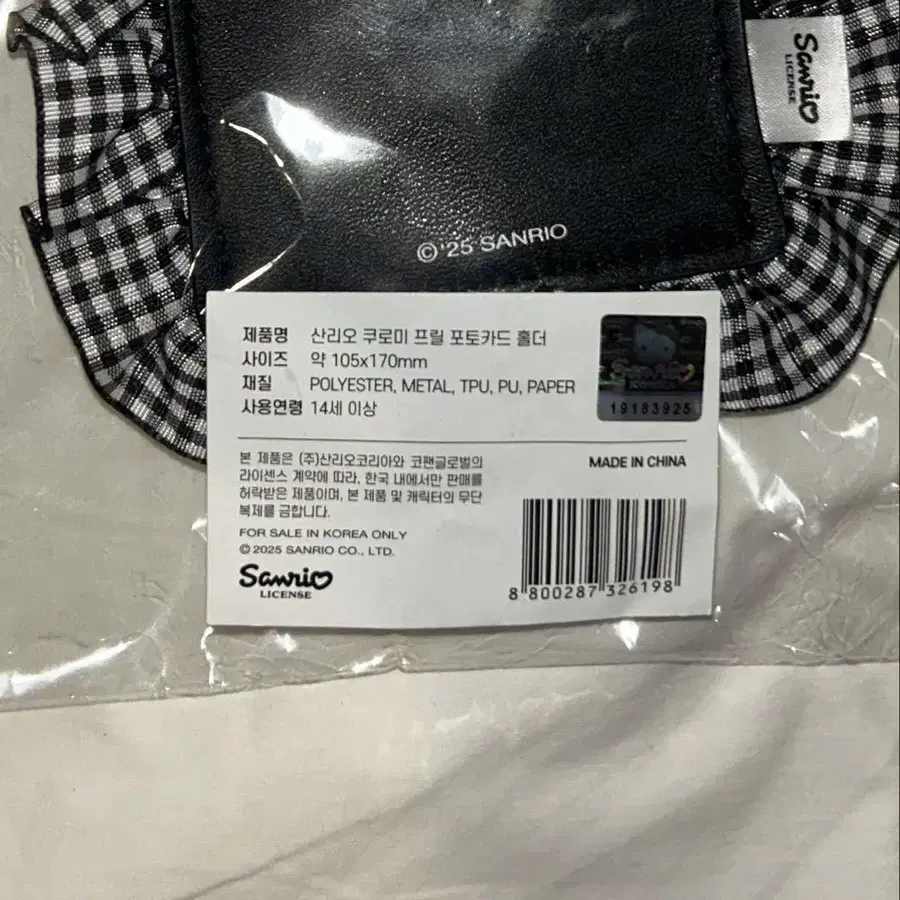 Sanrio
LICENSE
© '25 SANRIO
제품명 산리오 쿠로미 프릴 포토카드 홀더
사이즈 약 105x170mm
재질 POLYESTER, METAL, TPU, PU, PAPER
사용연령 14세 이상
19183925
본 제품은 (주)산리오코리아와 코팬글로벌의
라이센스 계약에 따라, 한국 내에서만 판매를
허락받은 제품이며, 본 제품 및 캐릭터의 무단
복제를 금합니다.
FOR SALE IN KOREA ONLY
© 2025 SANRIO CO., LTD.
Sanrio
LICENSE
MADE IN CHINA
8 800287 326198